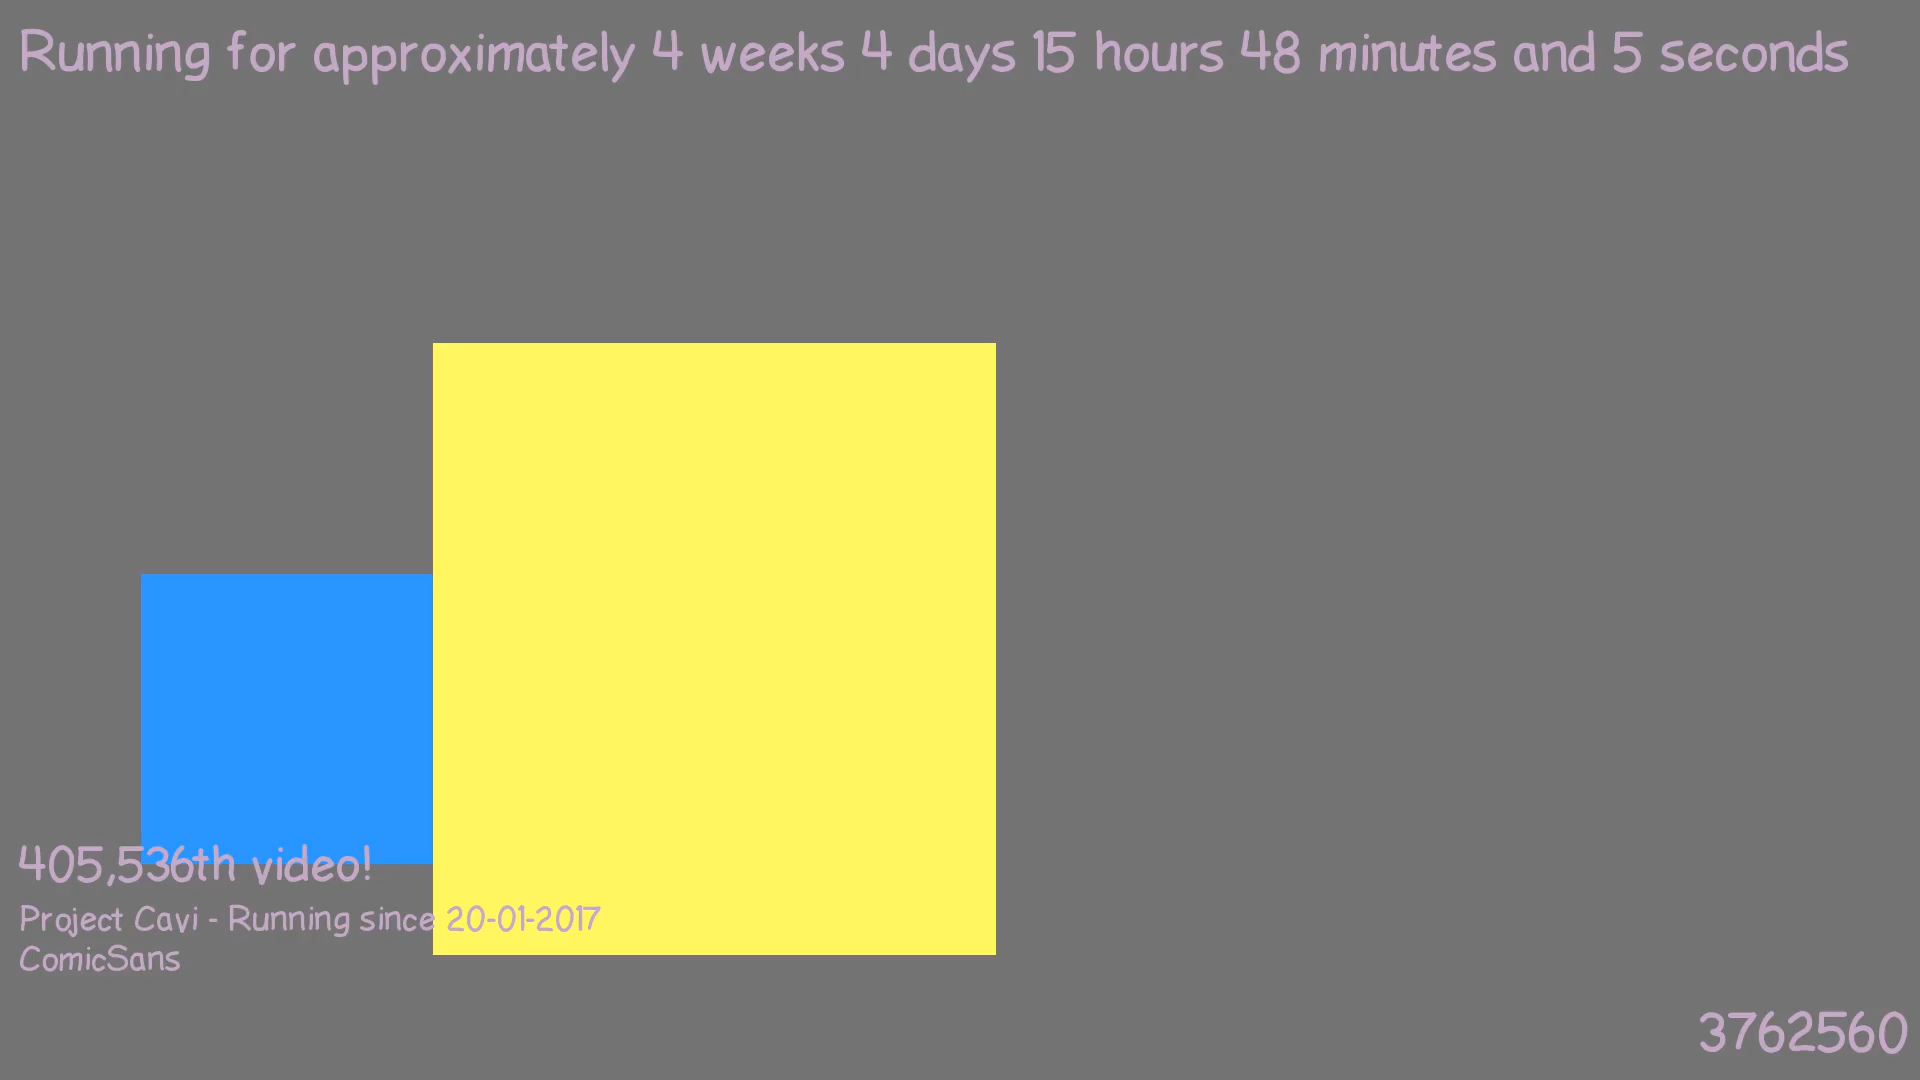 Running for approximately 4 weeks 4 days 15 hours 48 minutes and 5 seconds
405,536th video!
Project Cavi - Running since 20-01-2017
ComicSans
3762560